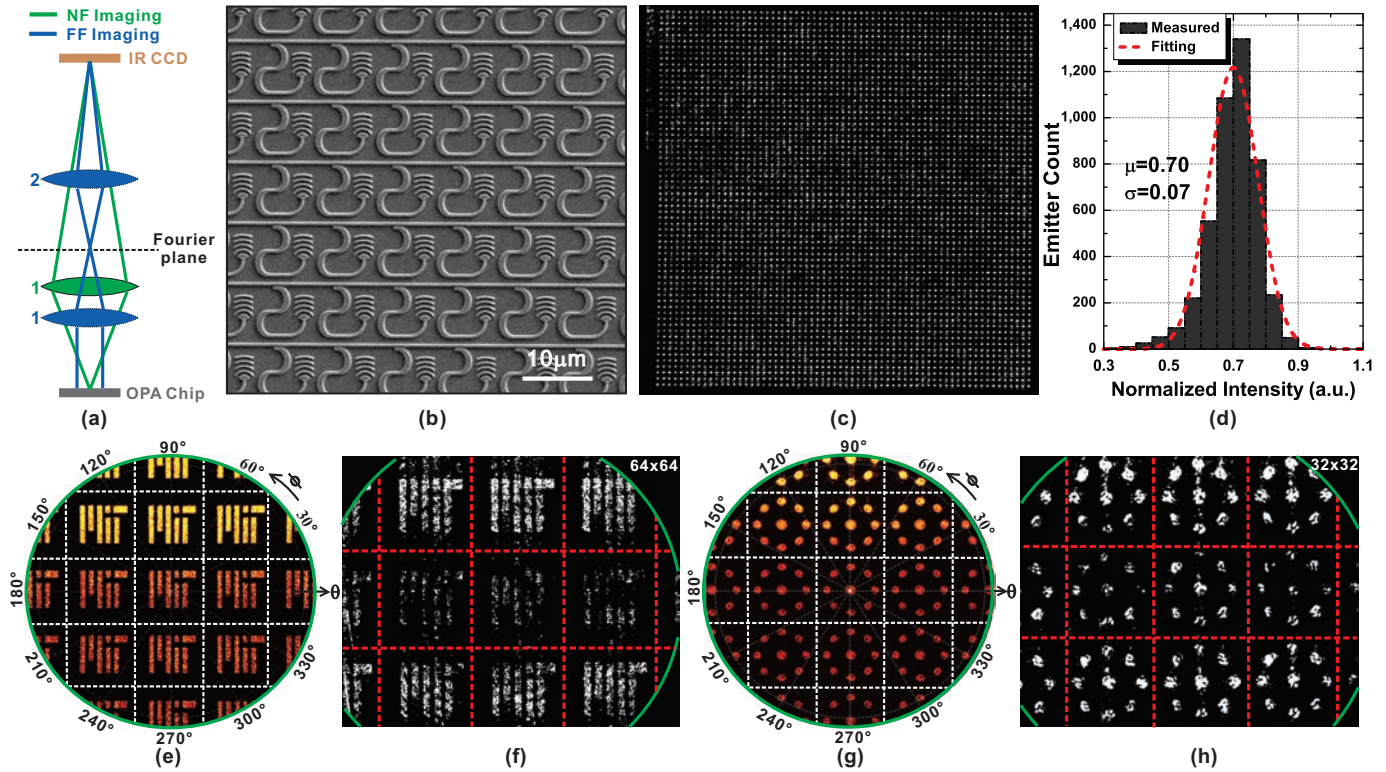 NF Imaging
FF Imaging
IR CCD
2
Fourier
plane
1
1
OPA Chip
(a)
10μm
(b)
(c)
1,400
1,200
1,000
800
600
400
200
0
Emitter Count
Measured
Fitting
μ=0.70
σ=0.07
0.3
0.5
0.7
0.9
1.1
Normalized Intensity (a.u.)
(d)
90°
120°
60°
ϕ
150°
30°
180°
θ
210°
330°
240°
300°
270°
(e)
64x64
(f)
90°
120°
60°
ϕ
150°
30°
180°
θ
210°
330°
240°
300°
270°
(g)
32x32
(h)